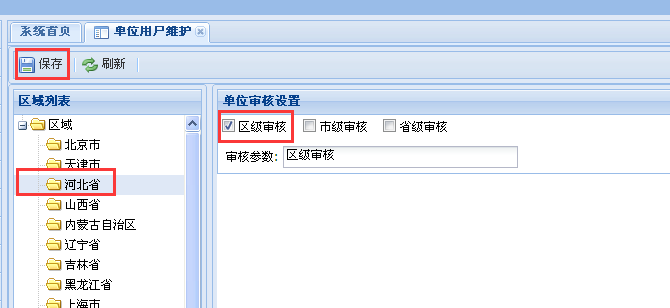 系统首页 单位用户维护
保存 刷新
区域列表
区域
北京市
天津市
河北省
山西省
内蒙古自治区
辽宁省
吉林省
黑龙江省
上海市
单位审核设置
区级审核 市级审核 省级审核
审核参数: 区级审核